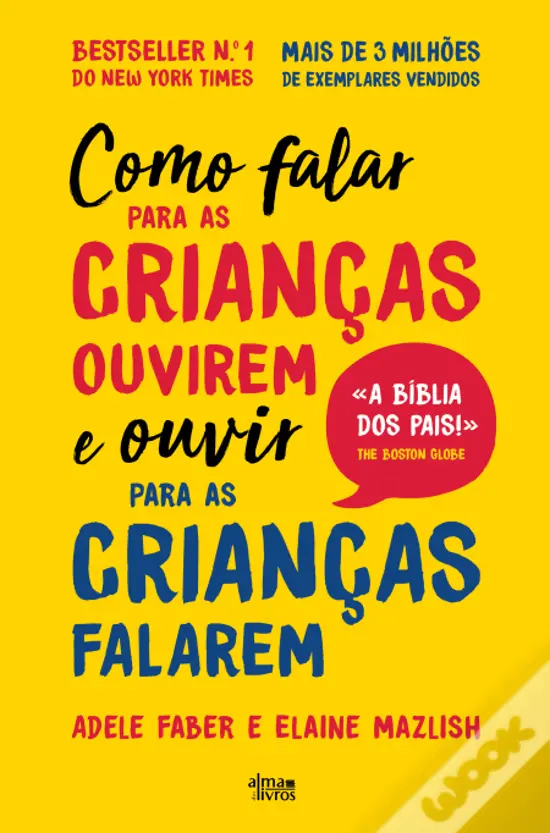 BESTSELLER N.º 1
DO NEW YORK TIMES
MAIS DE 3 MILHÕES
DE EXEMPLARES VENDIDOS
Como falar
PARA AS
CRIANÇAS
OUVIREM
e ouvir
«A BÍBLIA
DOS PAIS!»
THE BOSTON GLOBE
PARA AS
CRIANÇAS
FALAREM
ADELE FABER E ELAINE MAZLISH
alma
dos livros
WOOK